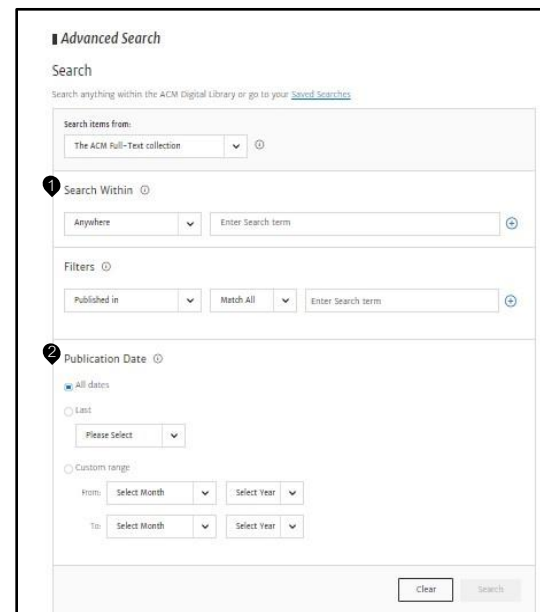 Advanced Search
Search
Search anything within the ACM Digital Library or go to your Saved Searches
Search items from:
The ACM Full-Text collection
1 Search Within
Anywhere Enter Search term
Filters
Published in Match All Enter Search term
2 Publication Date
All dates
Last
Please Select
Custom range
From: Select Month Select Year
To: Select Month Select Year
Clear Search